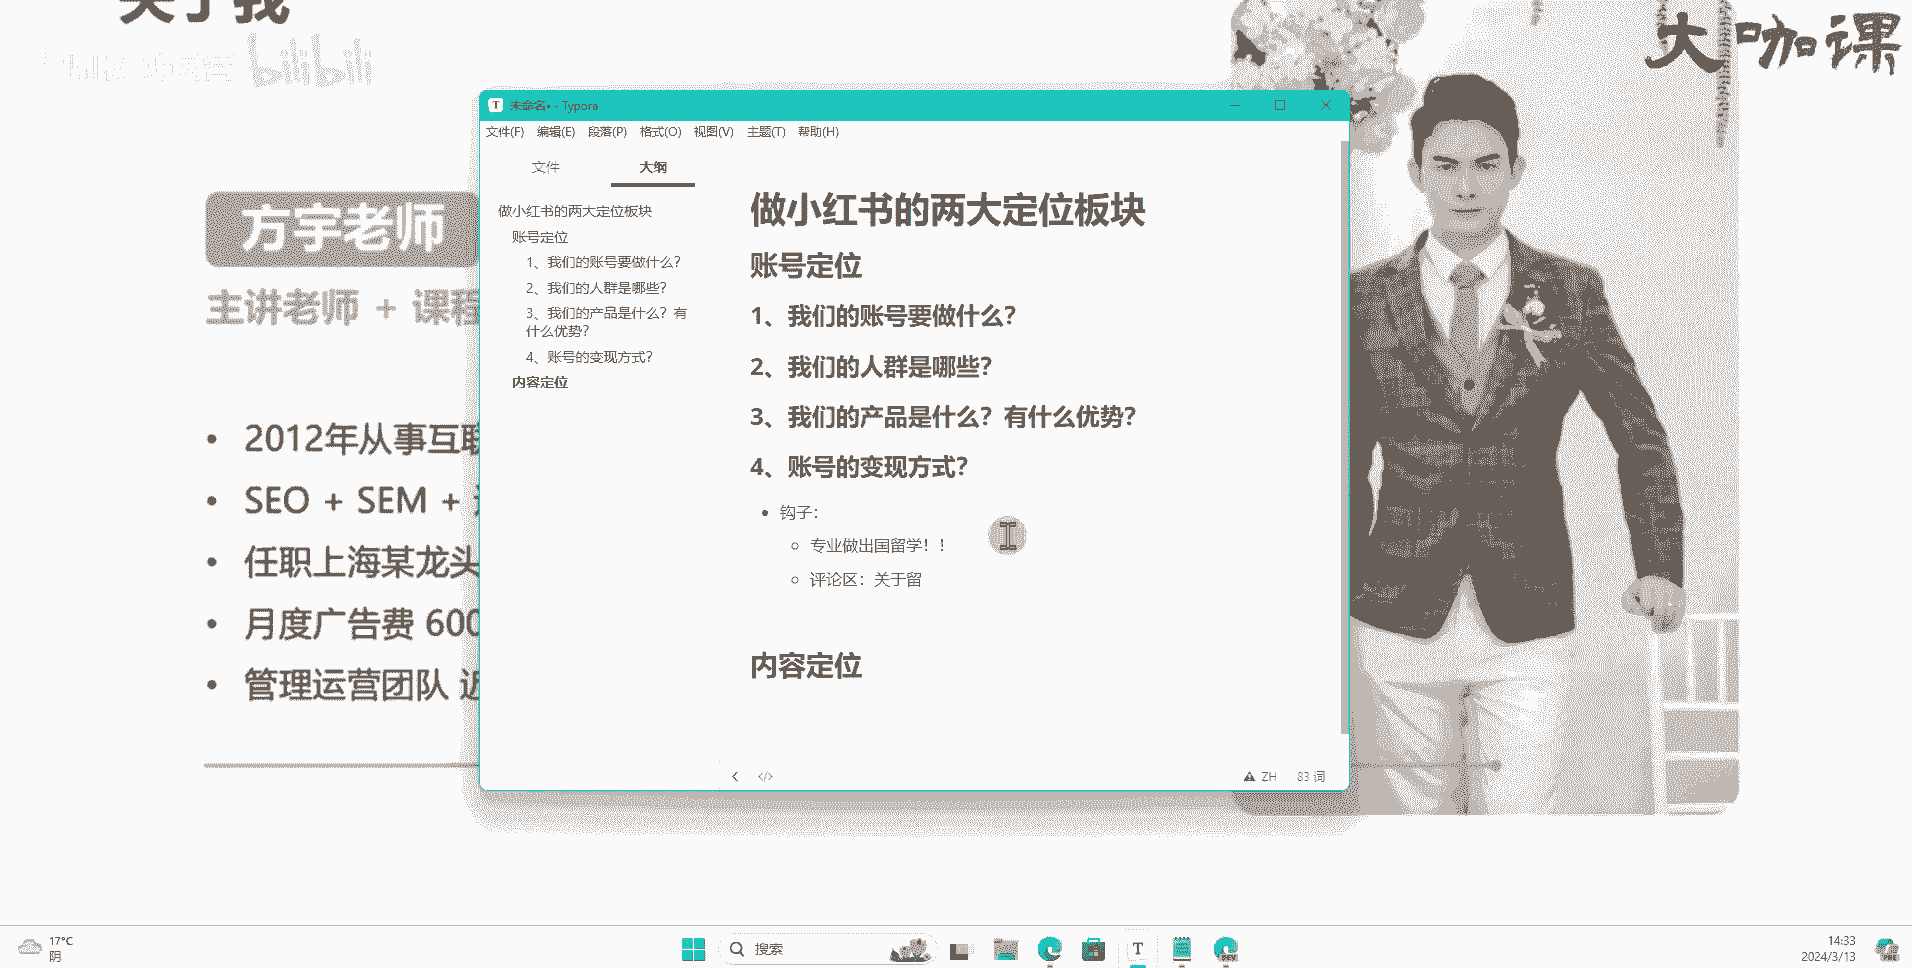 关于我
bilibili
大咖课
方宇老师
主讲老师 + 课程
• 2012年从事互联
• SEO + SEM +
• 任职上海某龙头
• 月度广告费 600
• 管理运营团队 近
未命名• - Typora
文件(F) 编辑(E) 段落(P) 格式(O) 视图(V) 主题(T) 帮助(H)
文件 大纲
做小红书的两大定位板块
账号定位
1、我们的账号要做什么？
2、我们的人群是哪些？
3、我们的产品是什么？有
什么优势？
4、账号的变现方式？
内容定位
做小红书的两大定位板块
账号定位
1、我们的账号要做什么？
2、我们的人群是哪些？
3、我们的产品是什么？有什么优势？
4、账号的变现方式？
• 钩子：
○ 专业做出国留学！！
○ 评论区：关于留
内容定位
</> ZH 83 词
17°C
阴
搜索
T
DEV
14:33
2024/3/13
PRE